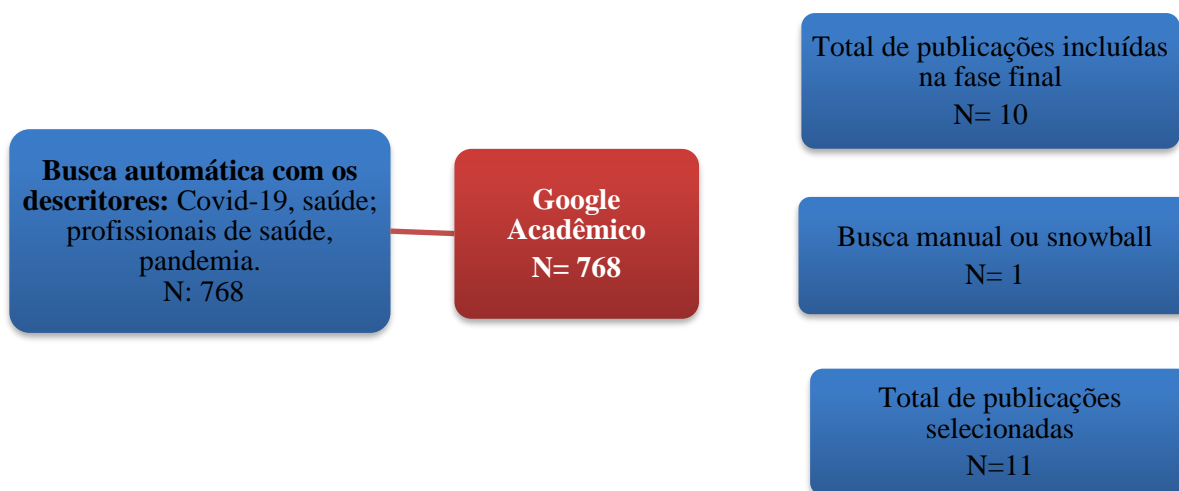 Busca automática com os
descritores: Covid-19, saúde;
profissionais de saúde,
pandemia.
N: 768
Google
Acadêmico
N= 768
Total de publicações incluídas
na fase final
N= 10
Busca manual ou snowball
N= 1
Total de publicações
selecionadas
N=11